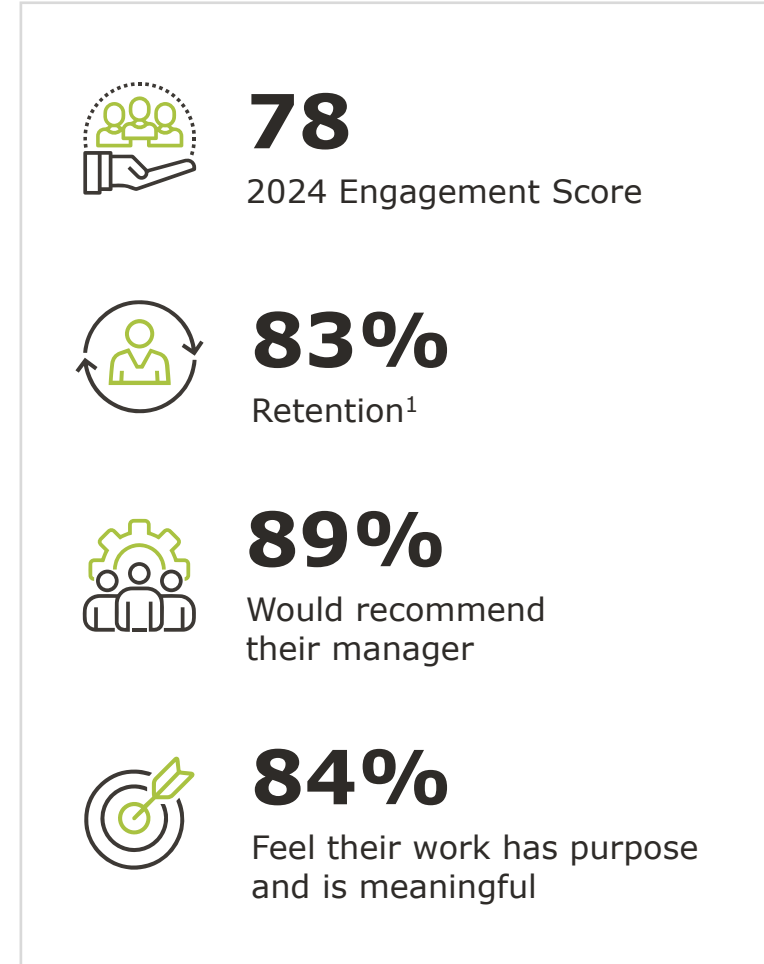 78
2024 Engagement Score
83%
Retention¹
89%
Would recommend
their manager
84%
Feel their work has purpose
and is meaningful